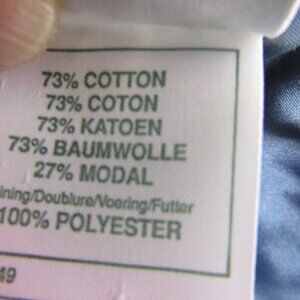 73% COTTON
73% COTON
73% KATOEN
73% BAUMWOLLE
27% MODAL
ining/Doublure/Voering/Futter
100% POLYESTER
49